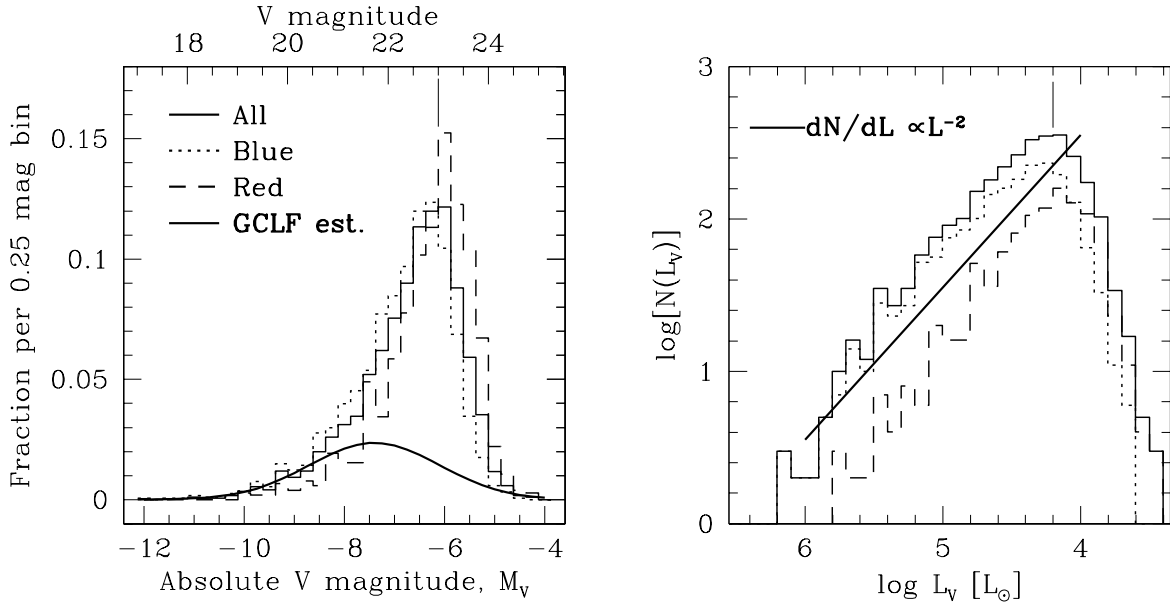 V magnitude
18 20 22 24
All
Blue
Red
GCLF est.
Fraction per 0.25 mag bin
0.15
0.1
0.05
0
−12 −10 −8 −6 −4
Absolute V magnitude, M_V
dN/dL ∝L⁻²
log[N(L_V)]
3
2
1
0
6 5 4
log L_V [L_⊙]